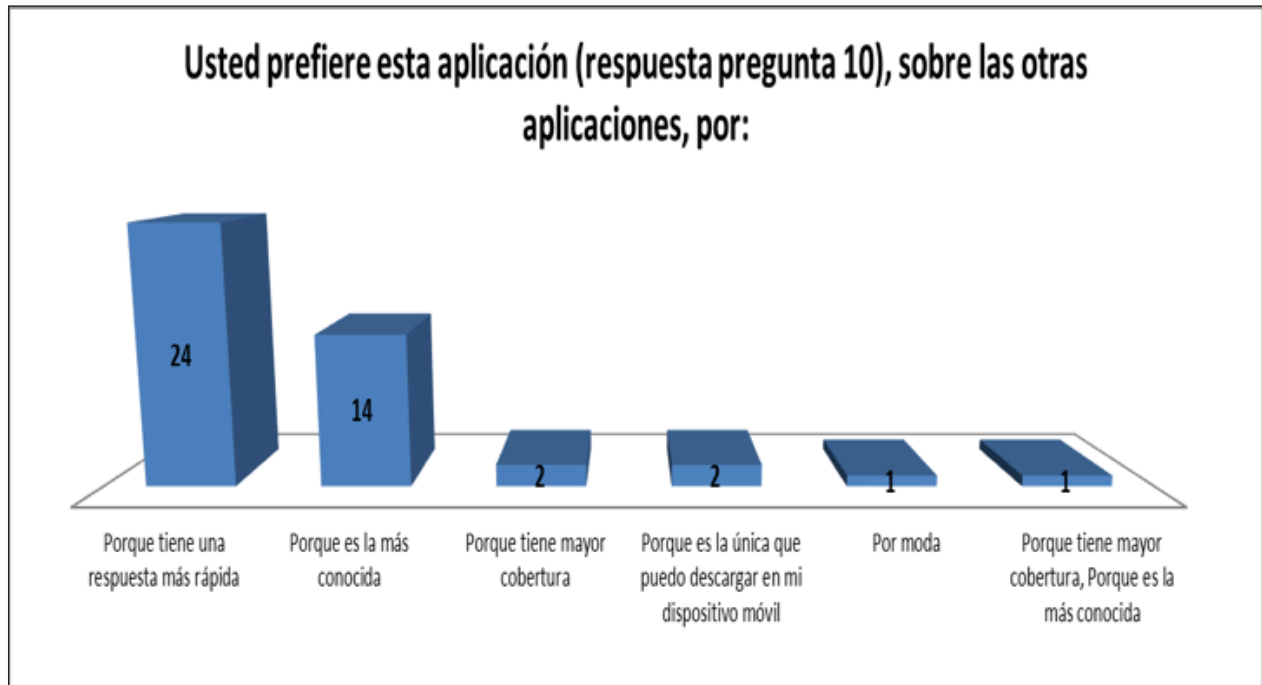 Usted prefiere esta aplicación (respuesta pregunta 10), sobre las otras
aplicaciones, por:
24
14
2
2
1
1
Porque tiene una
respuesta más rápida
Porque es la más
conocida
Porque tiene mayor
cobertura
Porque es la única que
puedo descargar en mi
dispositivo móvil
Por moda
Porque tiene mayor
cobertura, Porque es la
más conocida